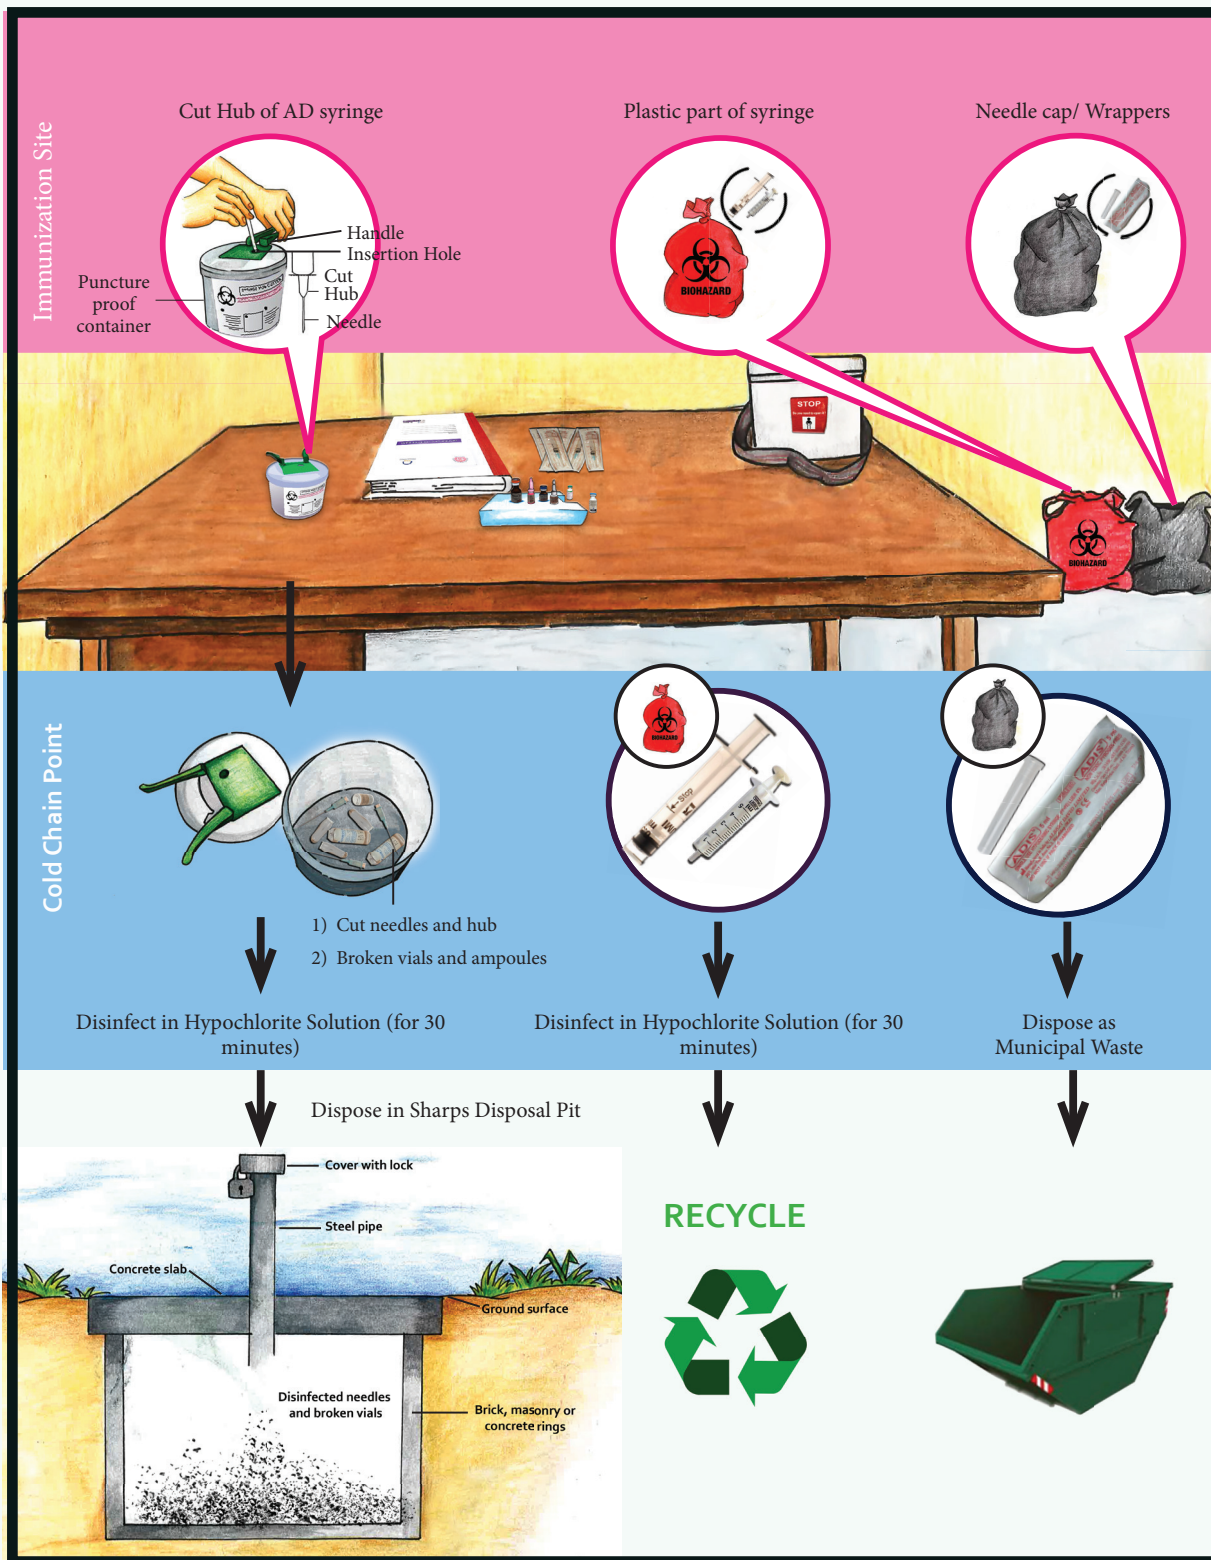 Immunization Site
Cut Hub of AD syringe
Plastic part of syringe
Needle cap/ Wrappers
Handle
Insertion Hole
Cut
Hub
Needle
Puncture
proof
container
BIOHAZARD
STOP
BIOHAZARD
Cold Chain Point
BIOHAZARD
Stop
ADIS
ADIS
1) Cut needles and hub
2) Broken vials and ampoules
Disinfect in Hypochlorite Solution (for 30
minutes)
Disinfect in Hypochlorite Solution (for 30
minutes)
Dispose as
Municipal Waste
Dispose in Sharps Disposal Pit
Cover with lock
Steel pipe
Concrete slab
Ground surface
Disinfected needles
and broken vials
Brick, masonry or
concrete rings
RECYCLE